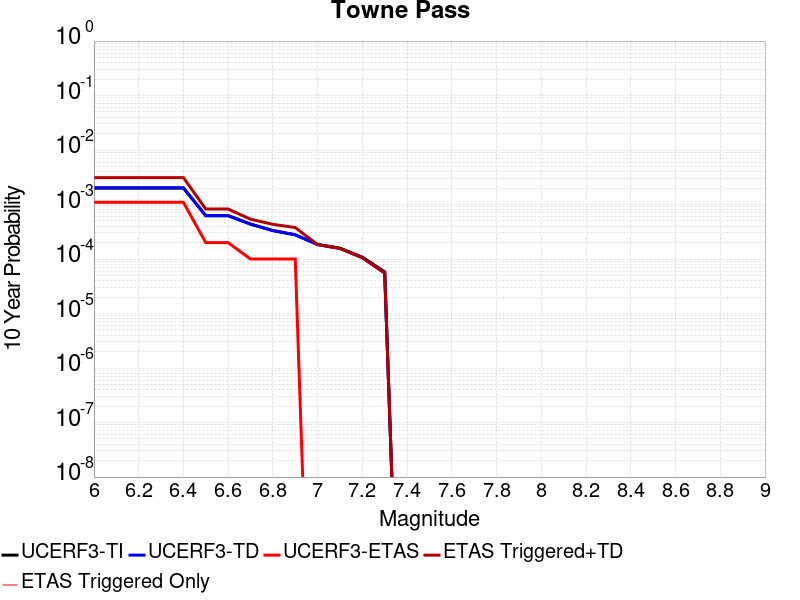 Towne Pass
10 Year Probability
10^0
10^-1
10^-2
10^-3
10^-4
10^-5
10^-6
10^-7
10^-8
6 6.2 6.4 6.6 6.8 7 7.2 7.4 7.6 7.8 8 8.2 8.4 8.6 8.8 9
Magnitude
UCERF3-TI UCERF3-TD UCERF3-ETAS ETAS Triggered+TD
ETAS Triggered Only